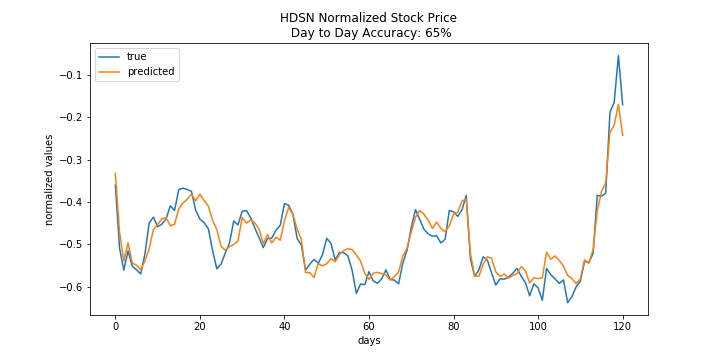 HDSN Normalized Stock Price
Day to Day Accuracy: 65%
true
predicted
normalized values
−0.1
−0.2
−0.3
−0.4
−0.5
−0.6
0
20
40
60
80
100
120
days